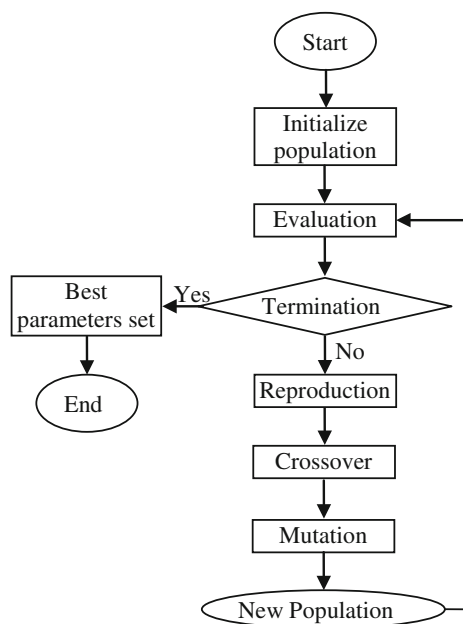 Start
Initialize
population
Evaluation
Termination
Yes
Best
parameters set
End
No
Reproduction
Crossover
Mutation
New Population